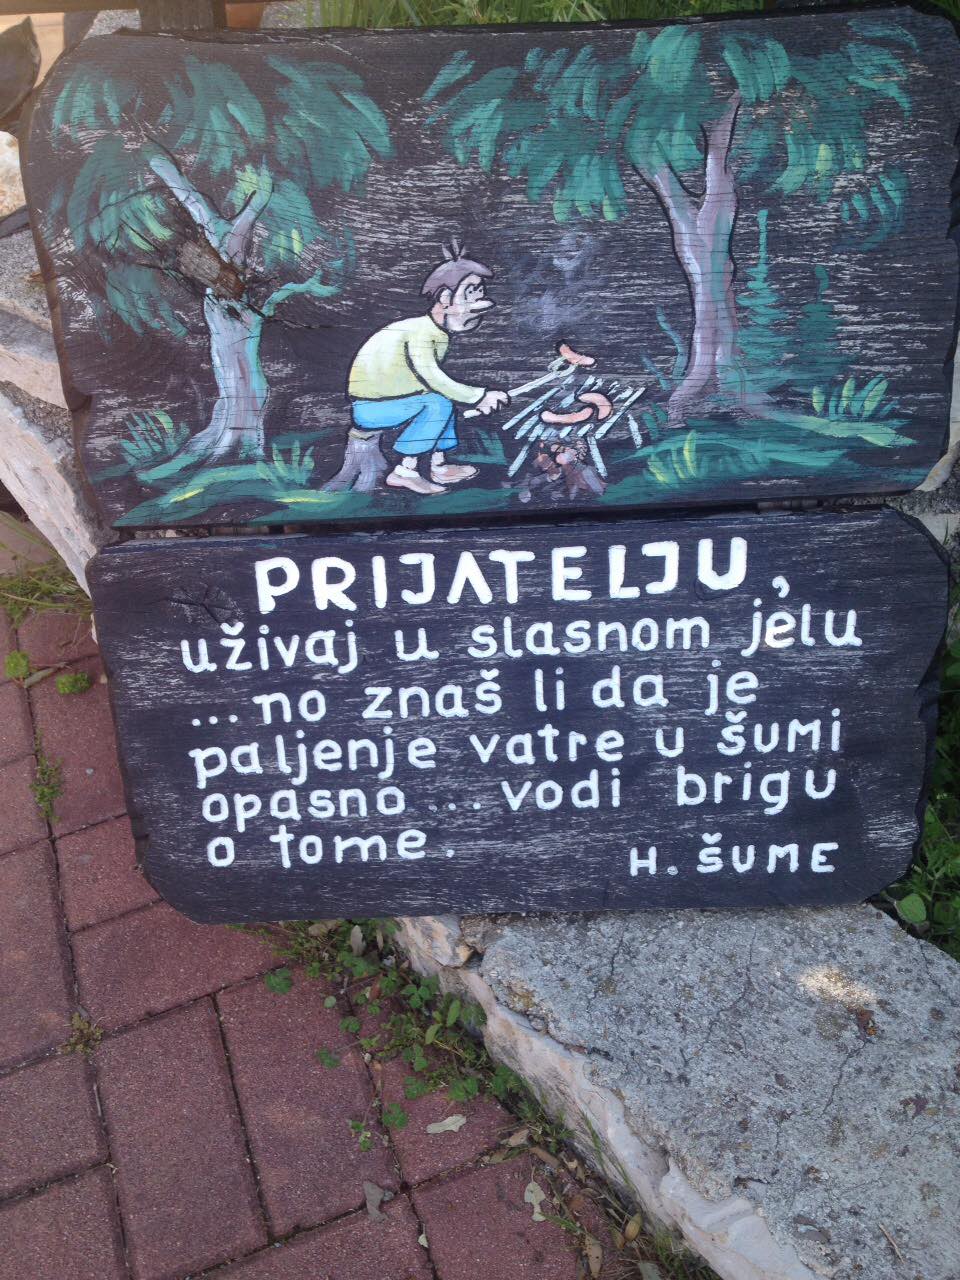 PRIJATELJU,
uživaj u slasnom jelu
...no znaš li da je
paljenje vatre u šumi
opasno...vodi brigu
o tome.
H. ŠUME